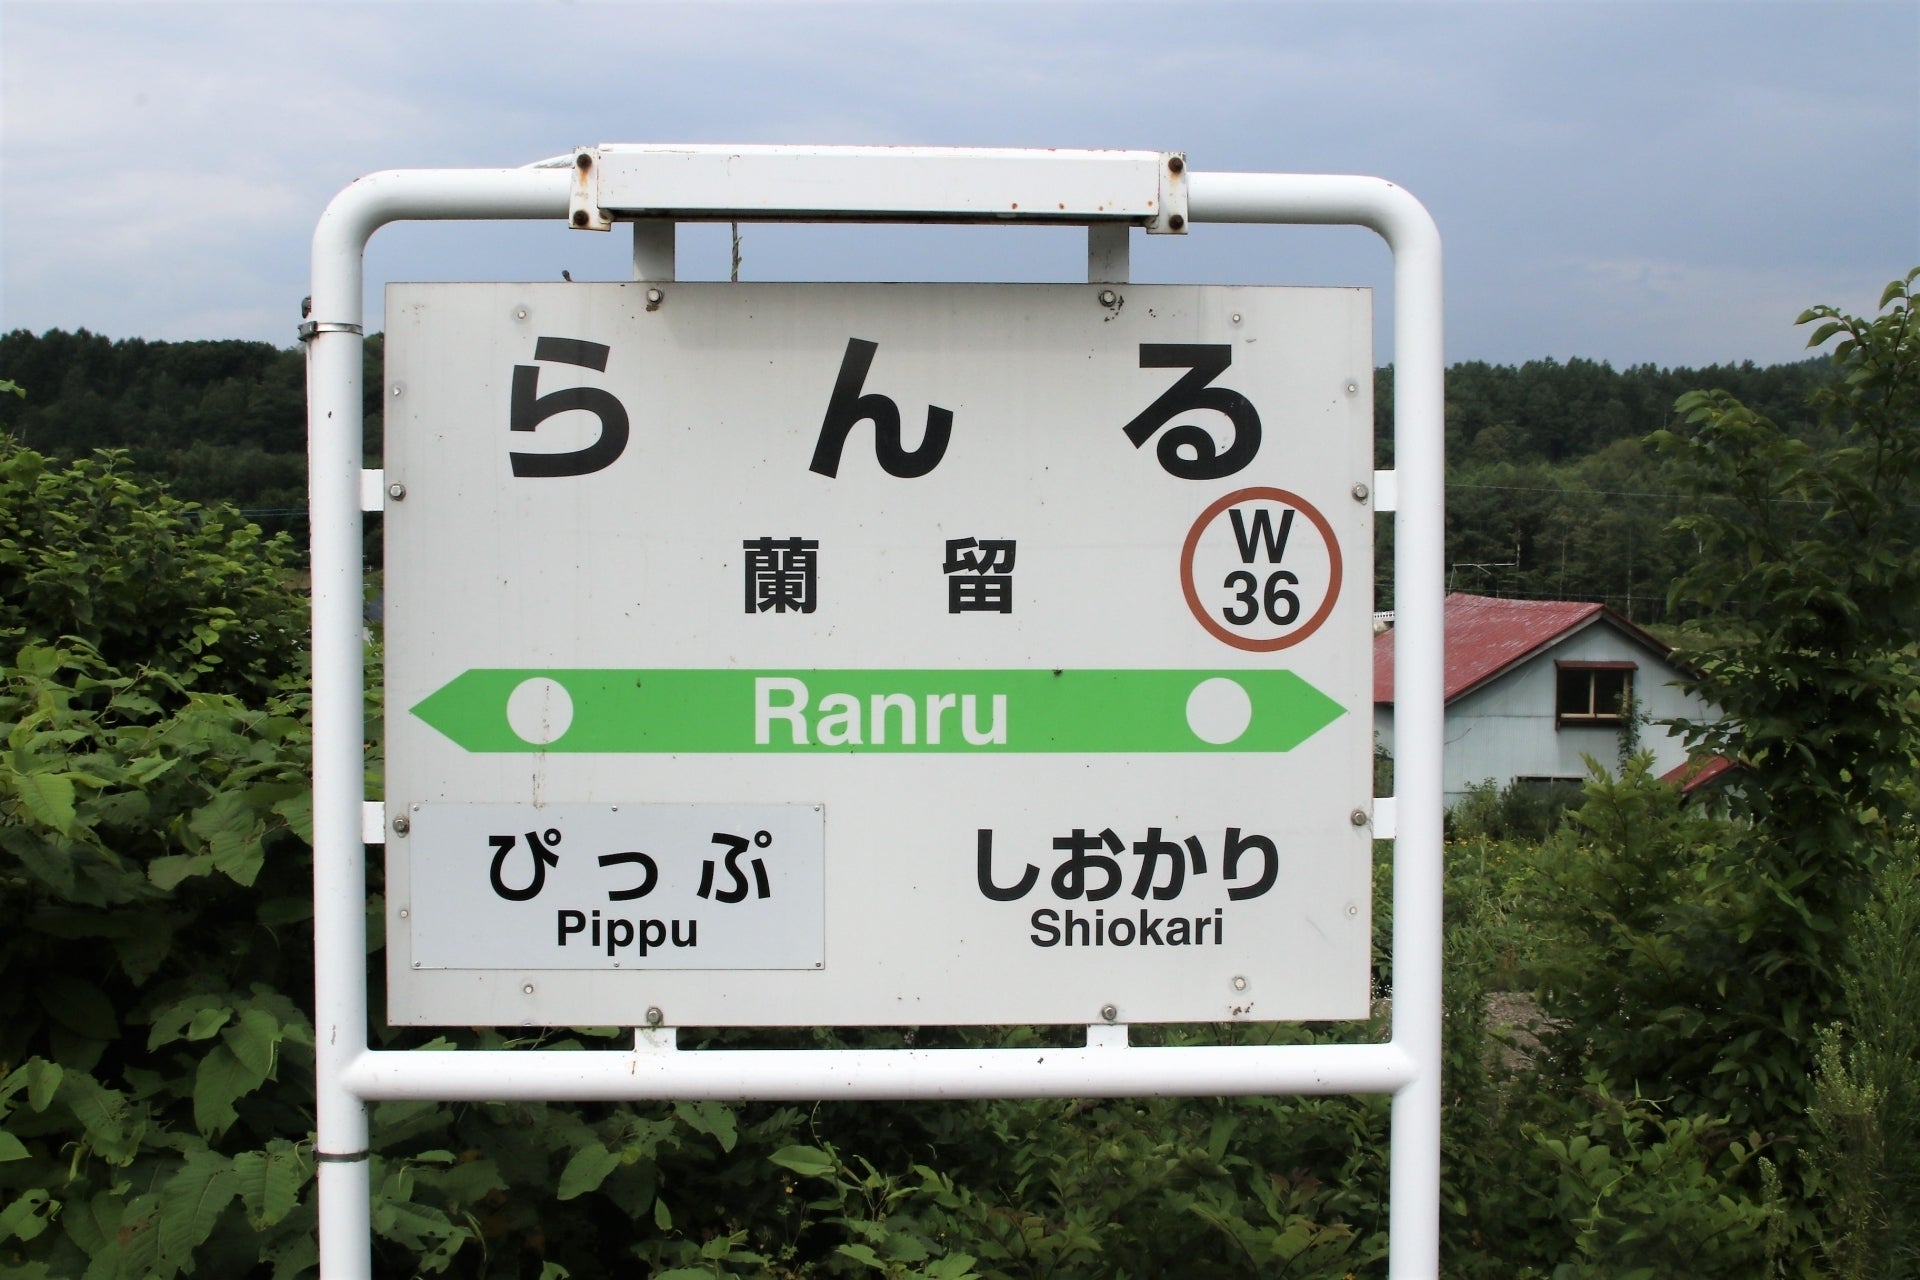 らんる
蘭留
W
36
Ranru
ぴっぷ
Pippu
しおかり
Shiokari